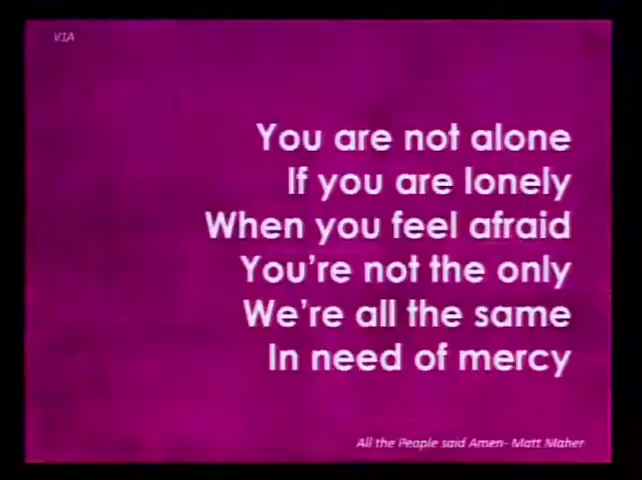 VIA
You are not alone
If you are lonely
When you feel afraid
You're not the only
We're all the same
In need of mercy
All the People said Amen- Matt Maher